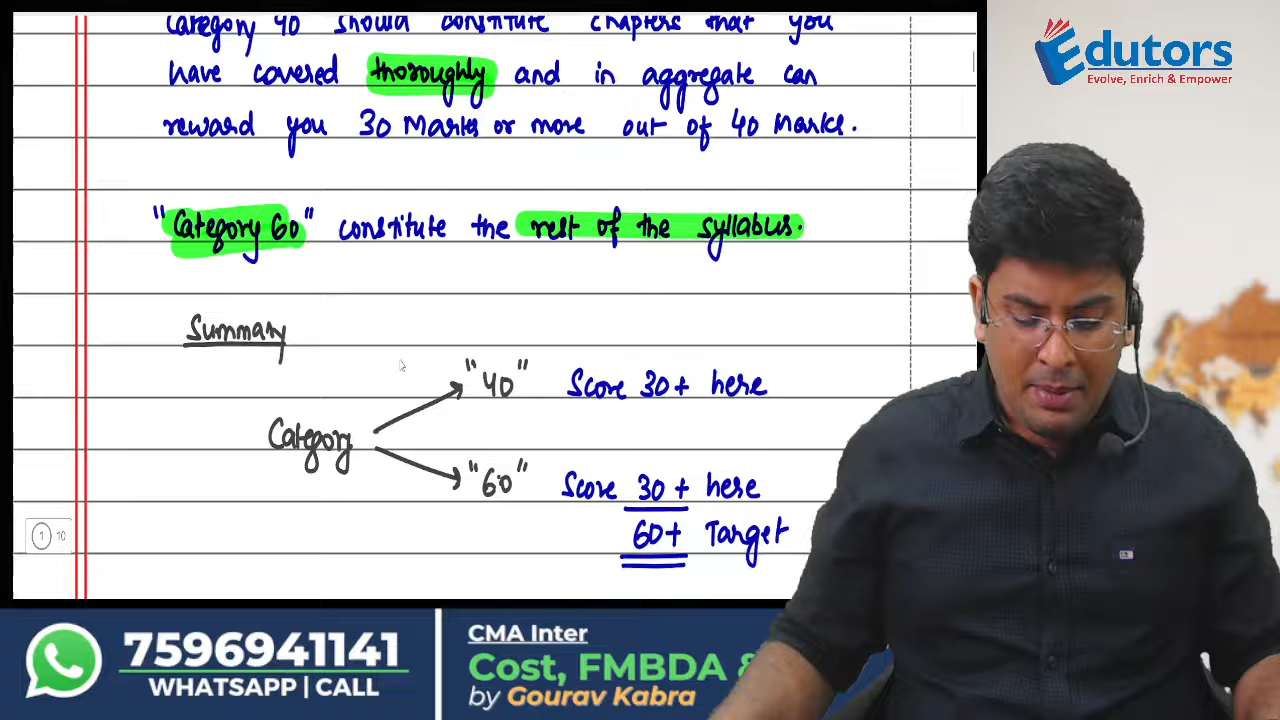 Category 40 should constitute chapters that you
have covered thoroughly and in aggregate can
reward you 30 Marks or more out of 40 Marks.
"Category 60" constitute the rest of the syllabus.
Summary
"40" Score 30+ here
Category
"60" Score 30+ here
60+ Target
1 10
Edutors
Evolve, Enrich & Empower
7596941141
WHATSAPP | CALL
CMA Inter
Cost, FMBDA &
by Gourav Kabra